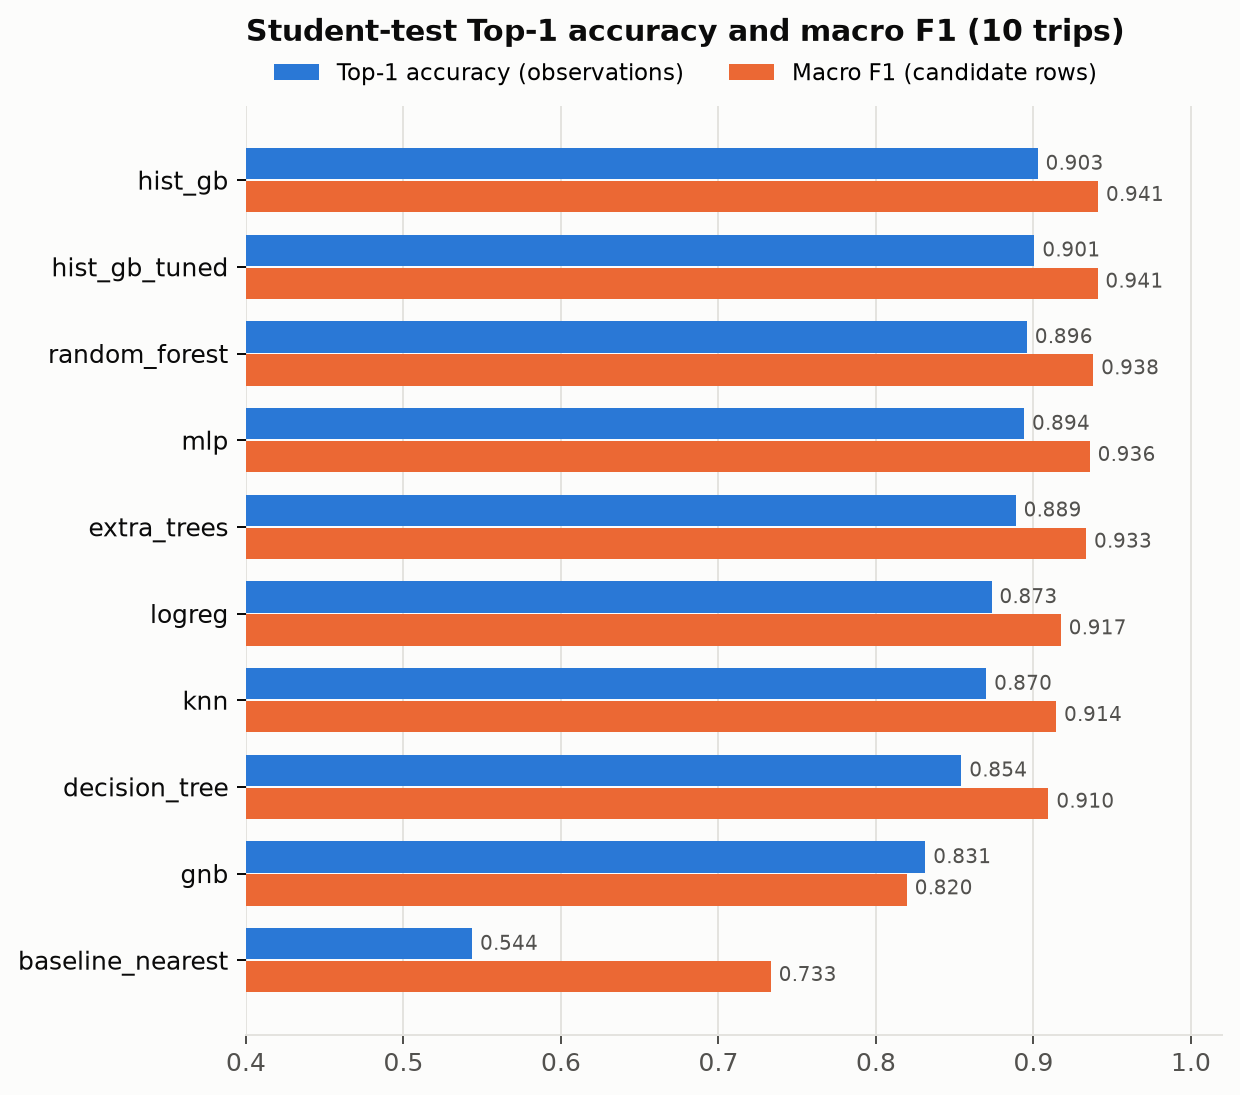 Student-test Top-1 accuracy and macro F1 (10 trips)
Top-1 accuracy (observations) Macro F1 (candidate rows)
hist_gb 0.903
0.941
hist_gb_tuned 0.901
0.941
random_forest 0.896
0.938
mlp 0.894
0.936
extra_trees 0.889
0.933
logreg 0.873
0.917
knn 0.870
0.914
decision_tree 0.854
0.910
gnb 0.831
0.820
baseline_nearest 0.544
0.733
0.4 0.5 0.6 0.7 0.8 0.9 1.0